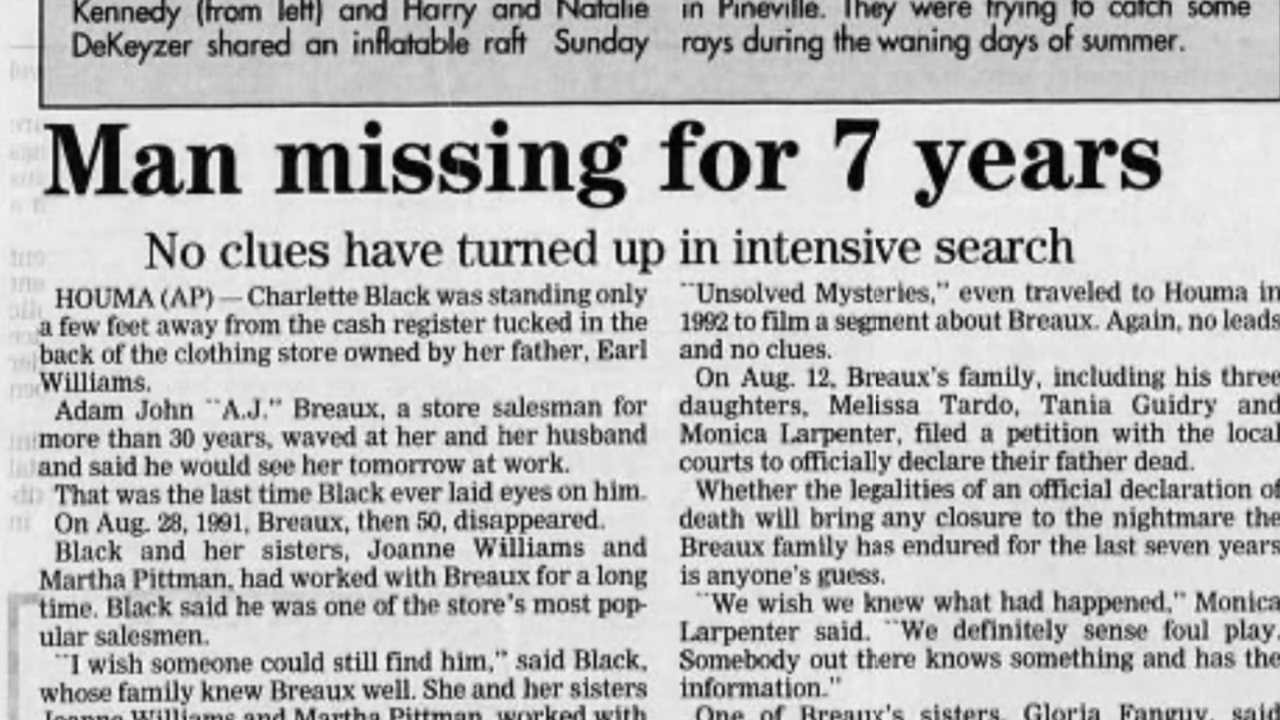 Kennedy (from left) and Harry and Natalie
DeKeyzer shared an inflatable raft Sunday
in Pineville. They were trying to catch some
rays during the waning days of summer.
Man missing for 7 years
No clues have turned up in intensive search
HOUMA (AP) — Charlette Black was standing only
a few feet away from the cash register tucked in the
back of the clothing store owned by her father, Earl
Williams.
Adam John "A.J." Breaux, a store salesman for
more than 30 years, waved at her and her husband
and said he would see her tomorrow at work.
That was the last time Black ever laid eyes on him.
On Aug. 28, 1991, Breaux, then 50, disappeared.
Black and her sisters, Joanne Williams and
Martha Pittman, had worked with Breaux for a long
time. Black said he was one of the store's most pop-
ular salesmen.
"I wish someone could still find him," said Black,
whose family knew Breaux well. She and her sisters
Joanne Williams and Martha Pittman, worked with
"Unsolved Mysteries," even traveled to Houma in
1992 to film a segment about Breaux. Again, no leads
and no clues.
On Aug. 12, Breaux's family, including his three
daughters, Melissa Tardo, Tania Guidry and
Monica Larpenter, filed a petition with the local
courts to officially declare their father dead.
Whether the legalities of an official declaration of
death will bring any closure to the nightmare the
Breaux family has endured for the last seven years
is anyone's guess.
"We wish we knew what had happened," Monica
Larpenter said. "We definitely sense foul play.
Somebody out there knows something and has the
information."
One of Breaux's sisters, Gloria Fanguy, said